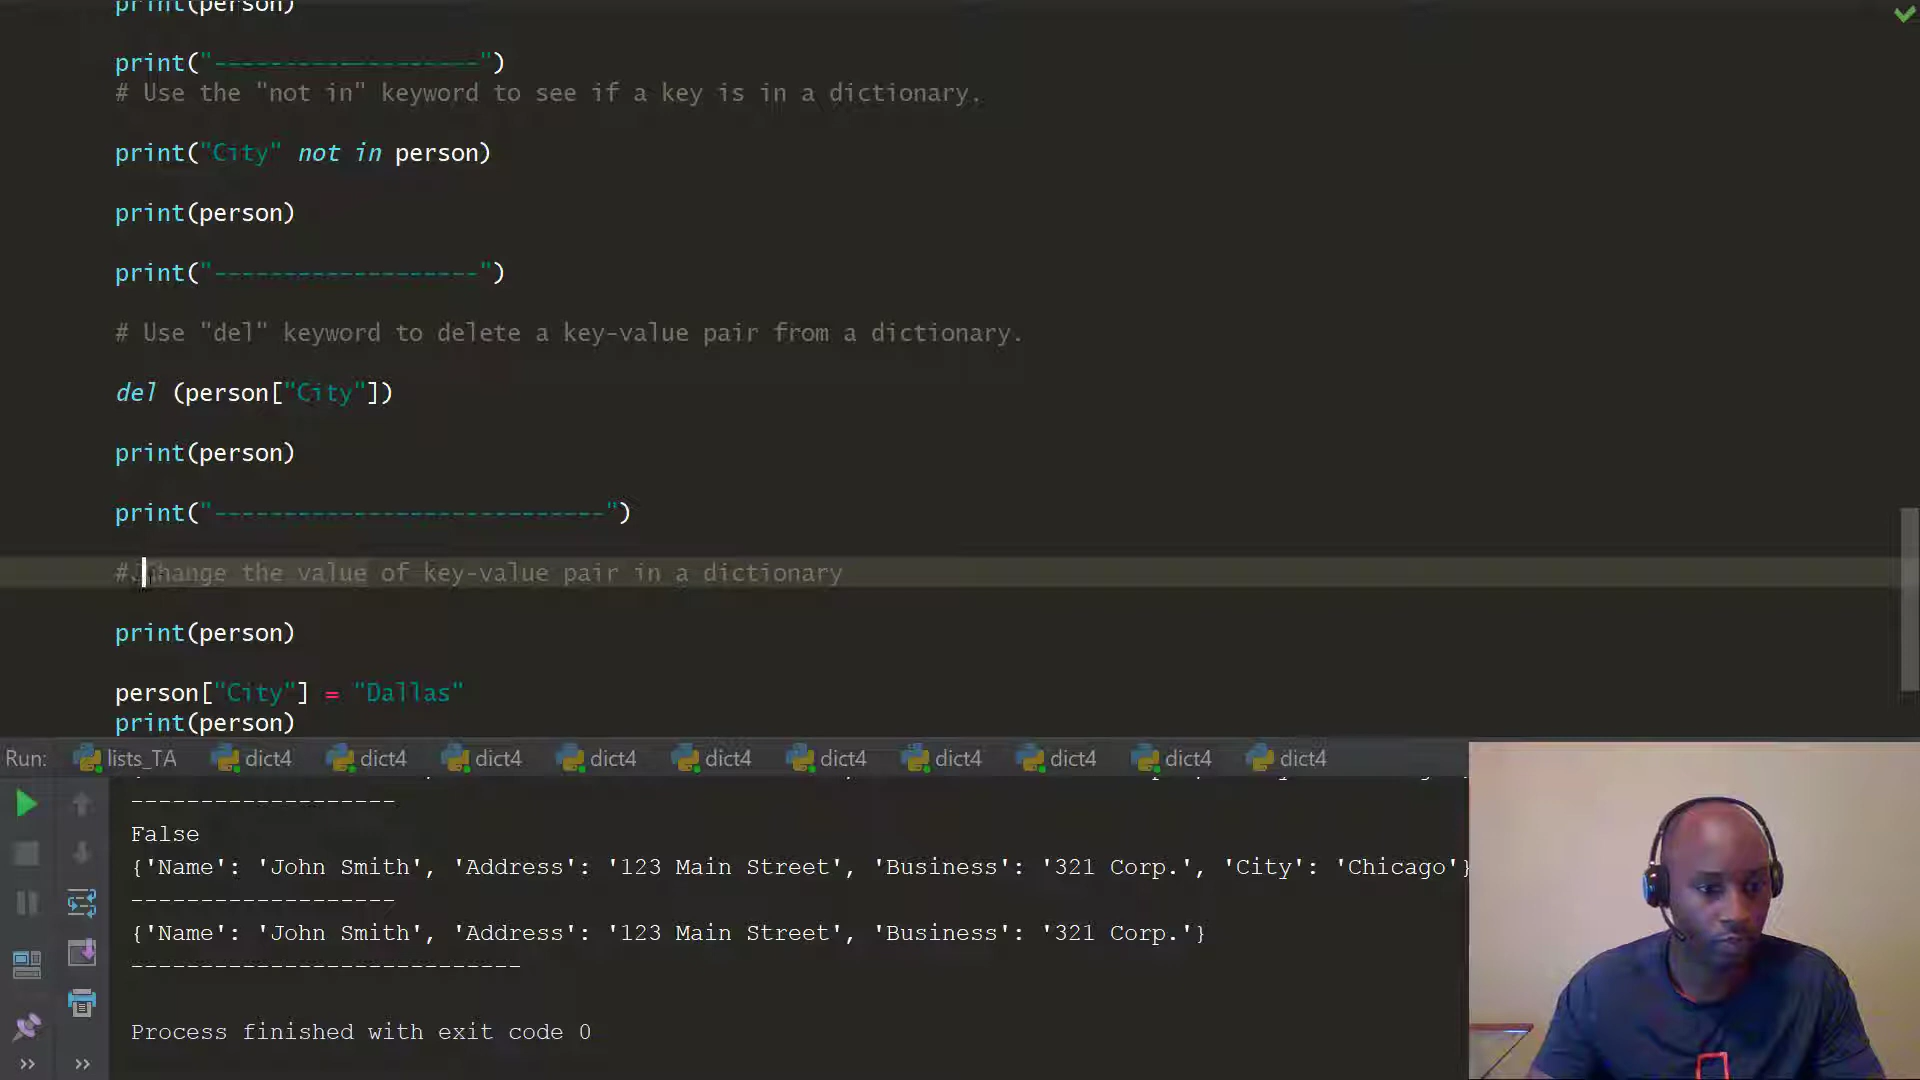 print(person)
print("-------------------")
# Use the "not in" keyword to see if a key is in a dictionary.
print("City" not in person)
print(person)
print("-------------------")
# Use "del" keyword to delete a key-value pair from a dictionary.
del (person["City"])
print(person)
print("----------------------------")
# Change the value of key-value pair in a dictionary
print(person)
person["City"] = "Dallas"
print(person)
Run: lists_TA dict4 dict4 dict4 dict4 dict4 dict4 dict4 dict4 dict4 dict4
-------------------
False
{'Name': 'John Smith', 'Address': '123 Main Street', 'Business': '321 Corp.', 'City': 'Chicago'}
-------------------
{'Name': 'John Smith', 'Address': '123 Main Street', 'Business': '321 Corp.'}
----------------------------
Process finished with exit code 0